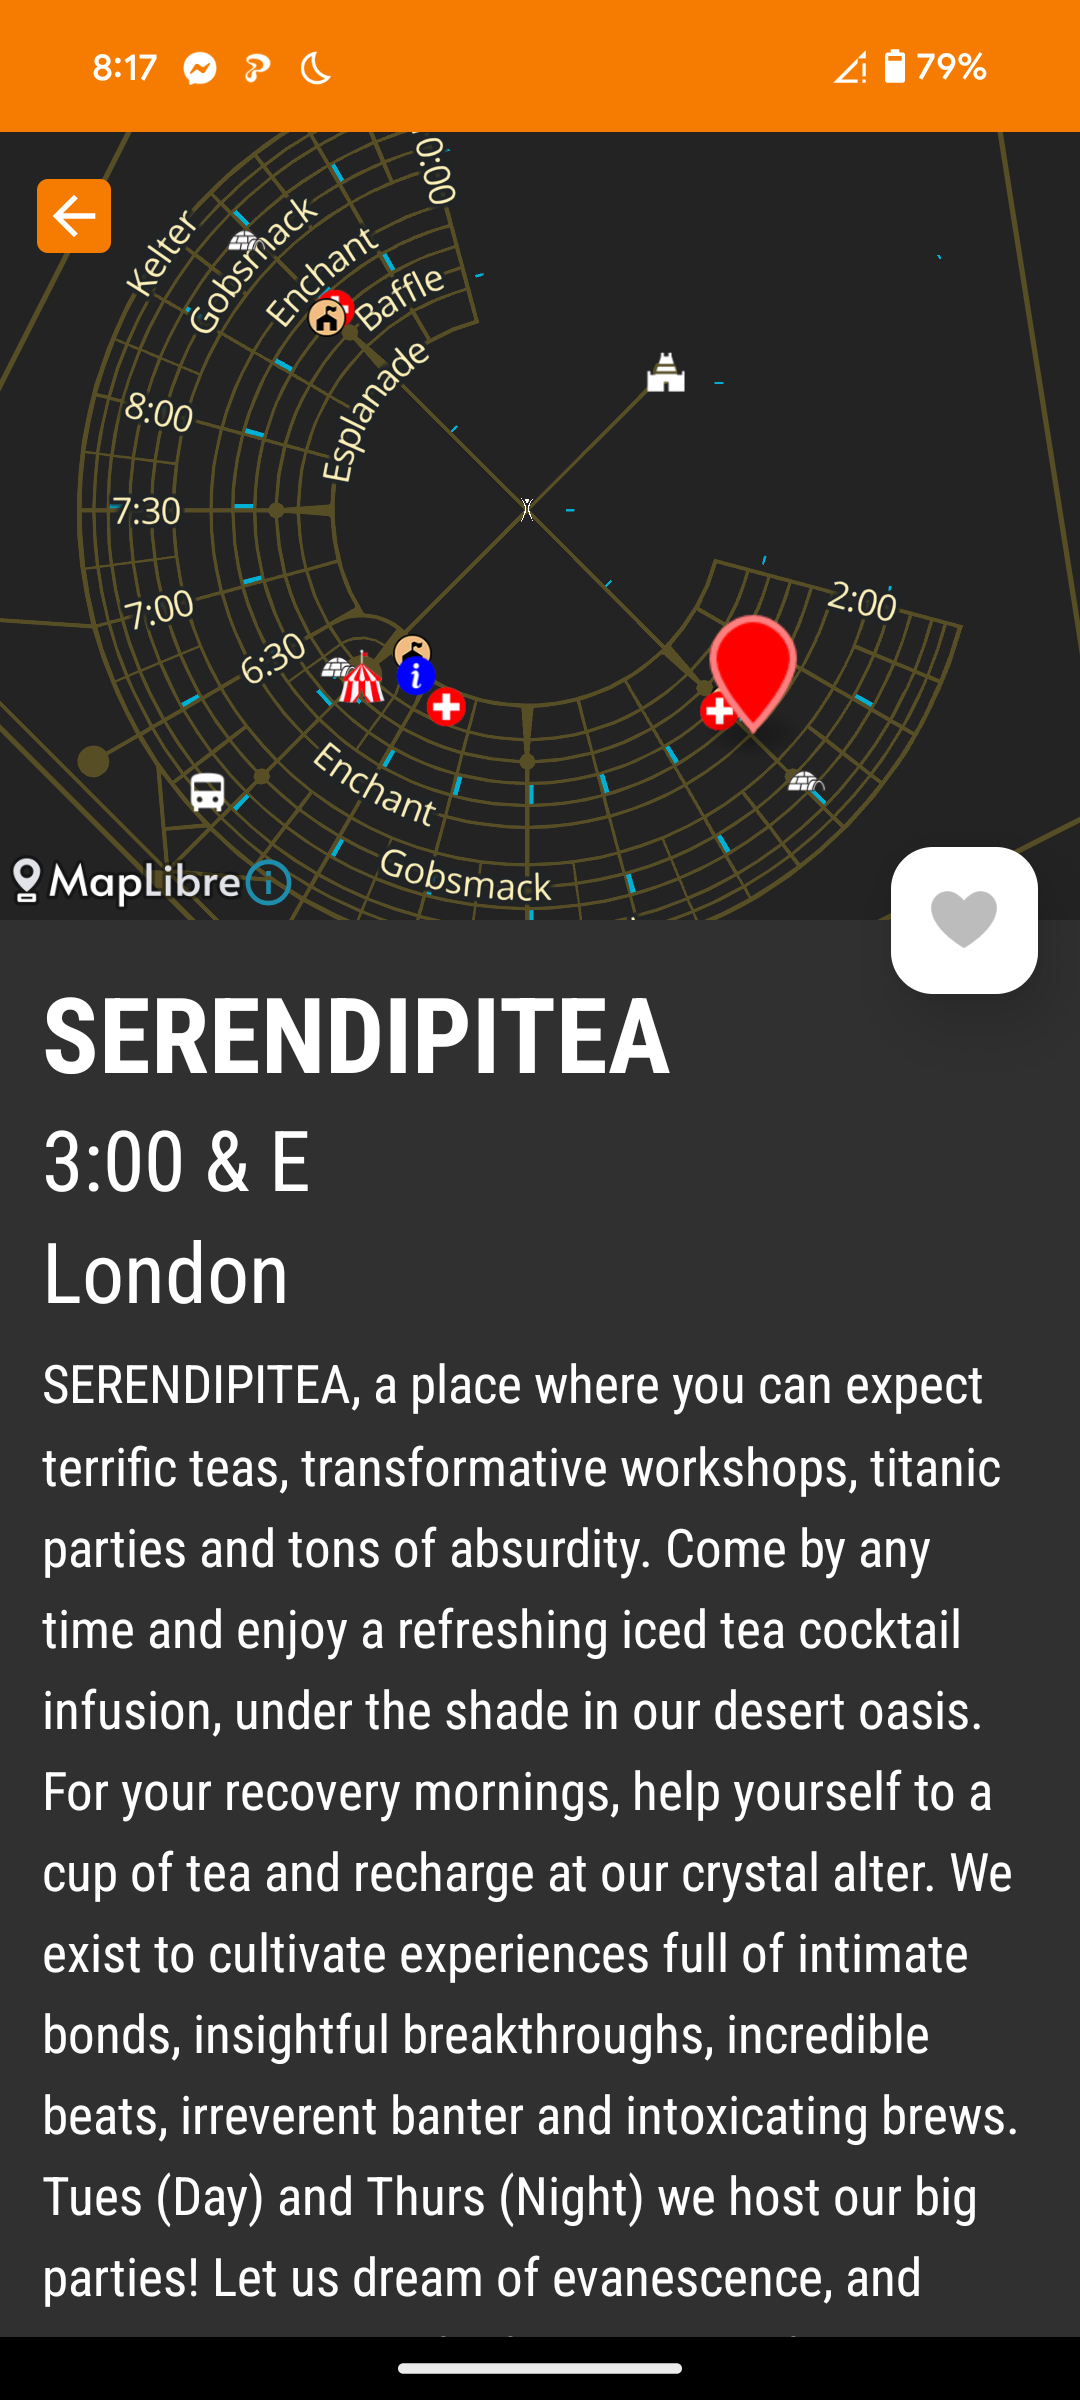 8:17
79%
10:00
Kelter
Gobsmack
Enchant
Baffle
Esplanade
8:00
7:30
7:00
6:30
2:00
Enchant
Gobsmack
MapLibre
SERENDIPITEA
3:00 & E
London
SERENDIPITEA, a place where you can expect
terrific teas, transformative workshops, titanic
parties and tons of absurdity. Come by any
time and enjoy a refreshing iced tea cocktail
infusion, under the shade in our desert oasis.
For your recovery mornings, help yourself to a
cup of tea and recharge at our crystal alter. We
exist to cultivate experiences full of intimate
bonds, insightful breakthroughs, incredible
beats, irreverent banter and intoxicating brews.
Tues (Day) and Thurs (Night) we host our big
parties! Let us dream of evanescence, and